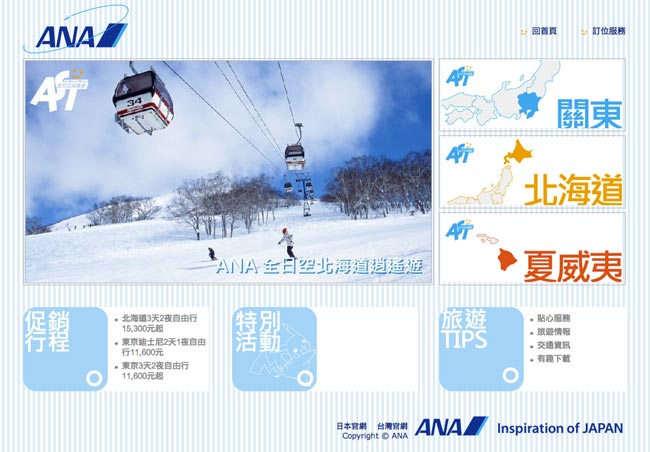 ANA
回首頁
訂位服務
AFT
34
ANA 全日空北海道逍遙遊
AFT
關東
AFT
北海道
AFT
夏威夷
促銷
行程
北海道3天2夜自由行
15,300元起
東京迪士尼2天1夜自由
行11,600元
東京3天2夜自由行
11,600元起
特別
活動
旅遊
TIPS
貼心服務
旅遊情報
交通資訊
有趣下載
日本官網 台灣官網
Copyright © ANA
ANA Inspiration of JAPAN